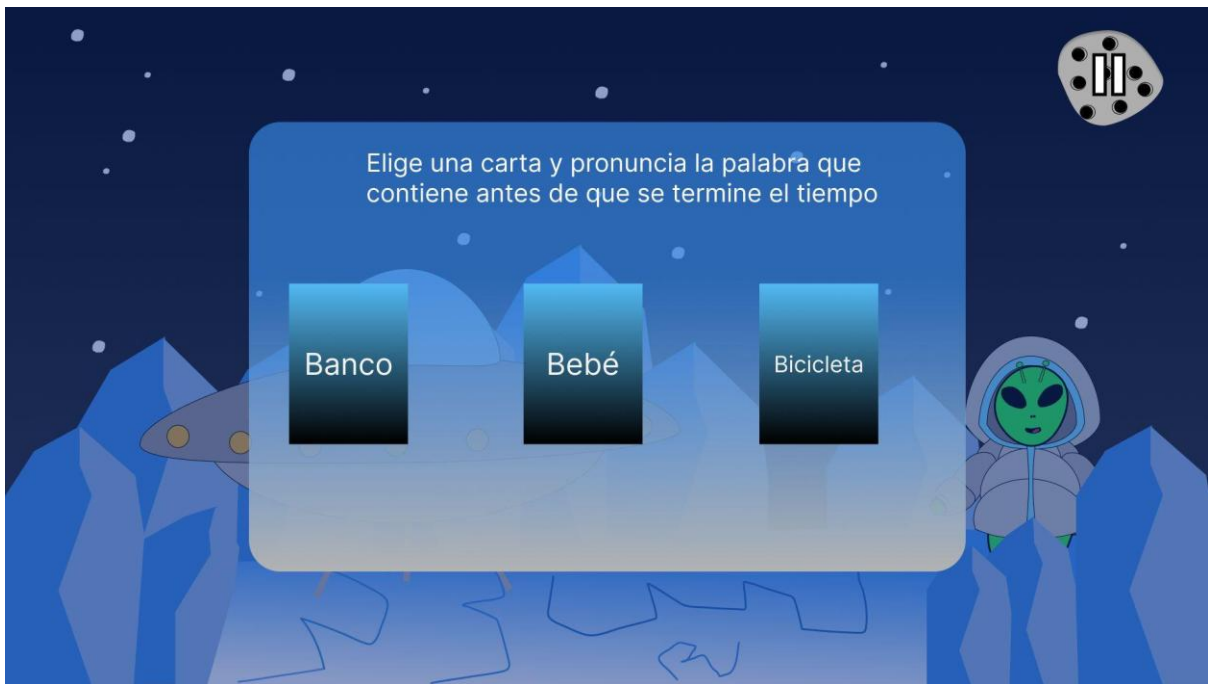 Elige una carta y pronuncia la palabra que
contiene antes de que se termine el tiempo
Banco
Bebé
Bicicleta